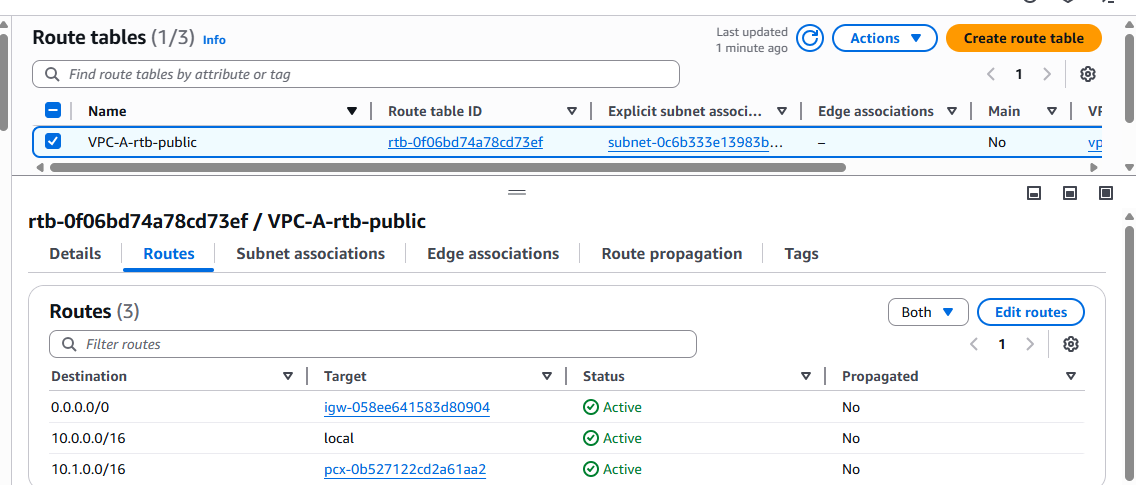 Route tables (1/3) Info
Last updated
1 minute ago
Actions
Create route table
Find route tables by attribute or tag
1
Name
Route table ID
Explicit subnet associ...
Edge associations
Main
VPC-A-rtb-public
rtb-0f06bd74a78cd73ef
subnet-0c6b333e13983b...
–
No
rtb-0f06bd74a78cd73ef / VPC-A-rtb-public
Details
Routes
Subnet associations
Edge associations
Route propagation
Tags
Routes (3)
Both
Edit routes
Filter routes
1
Destination
Target
Status
Propagated
0.0.0.0/0
igw-058ee641583d80904
Active
No
10.0.0.0/16
local
Active
No
10.1.0.0/16
pcx-0b527122cd2a61aa2
Active
No